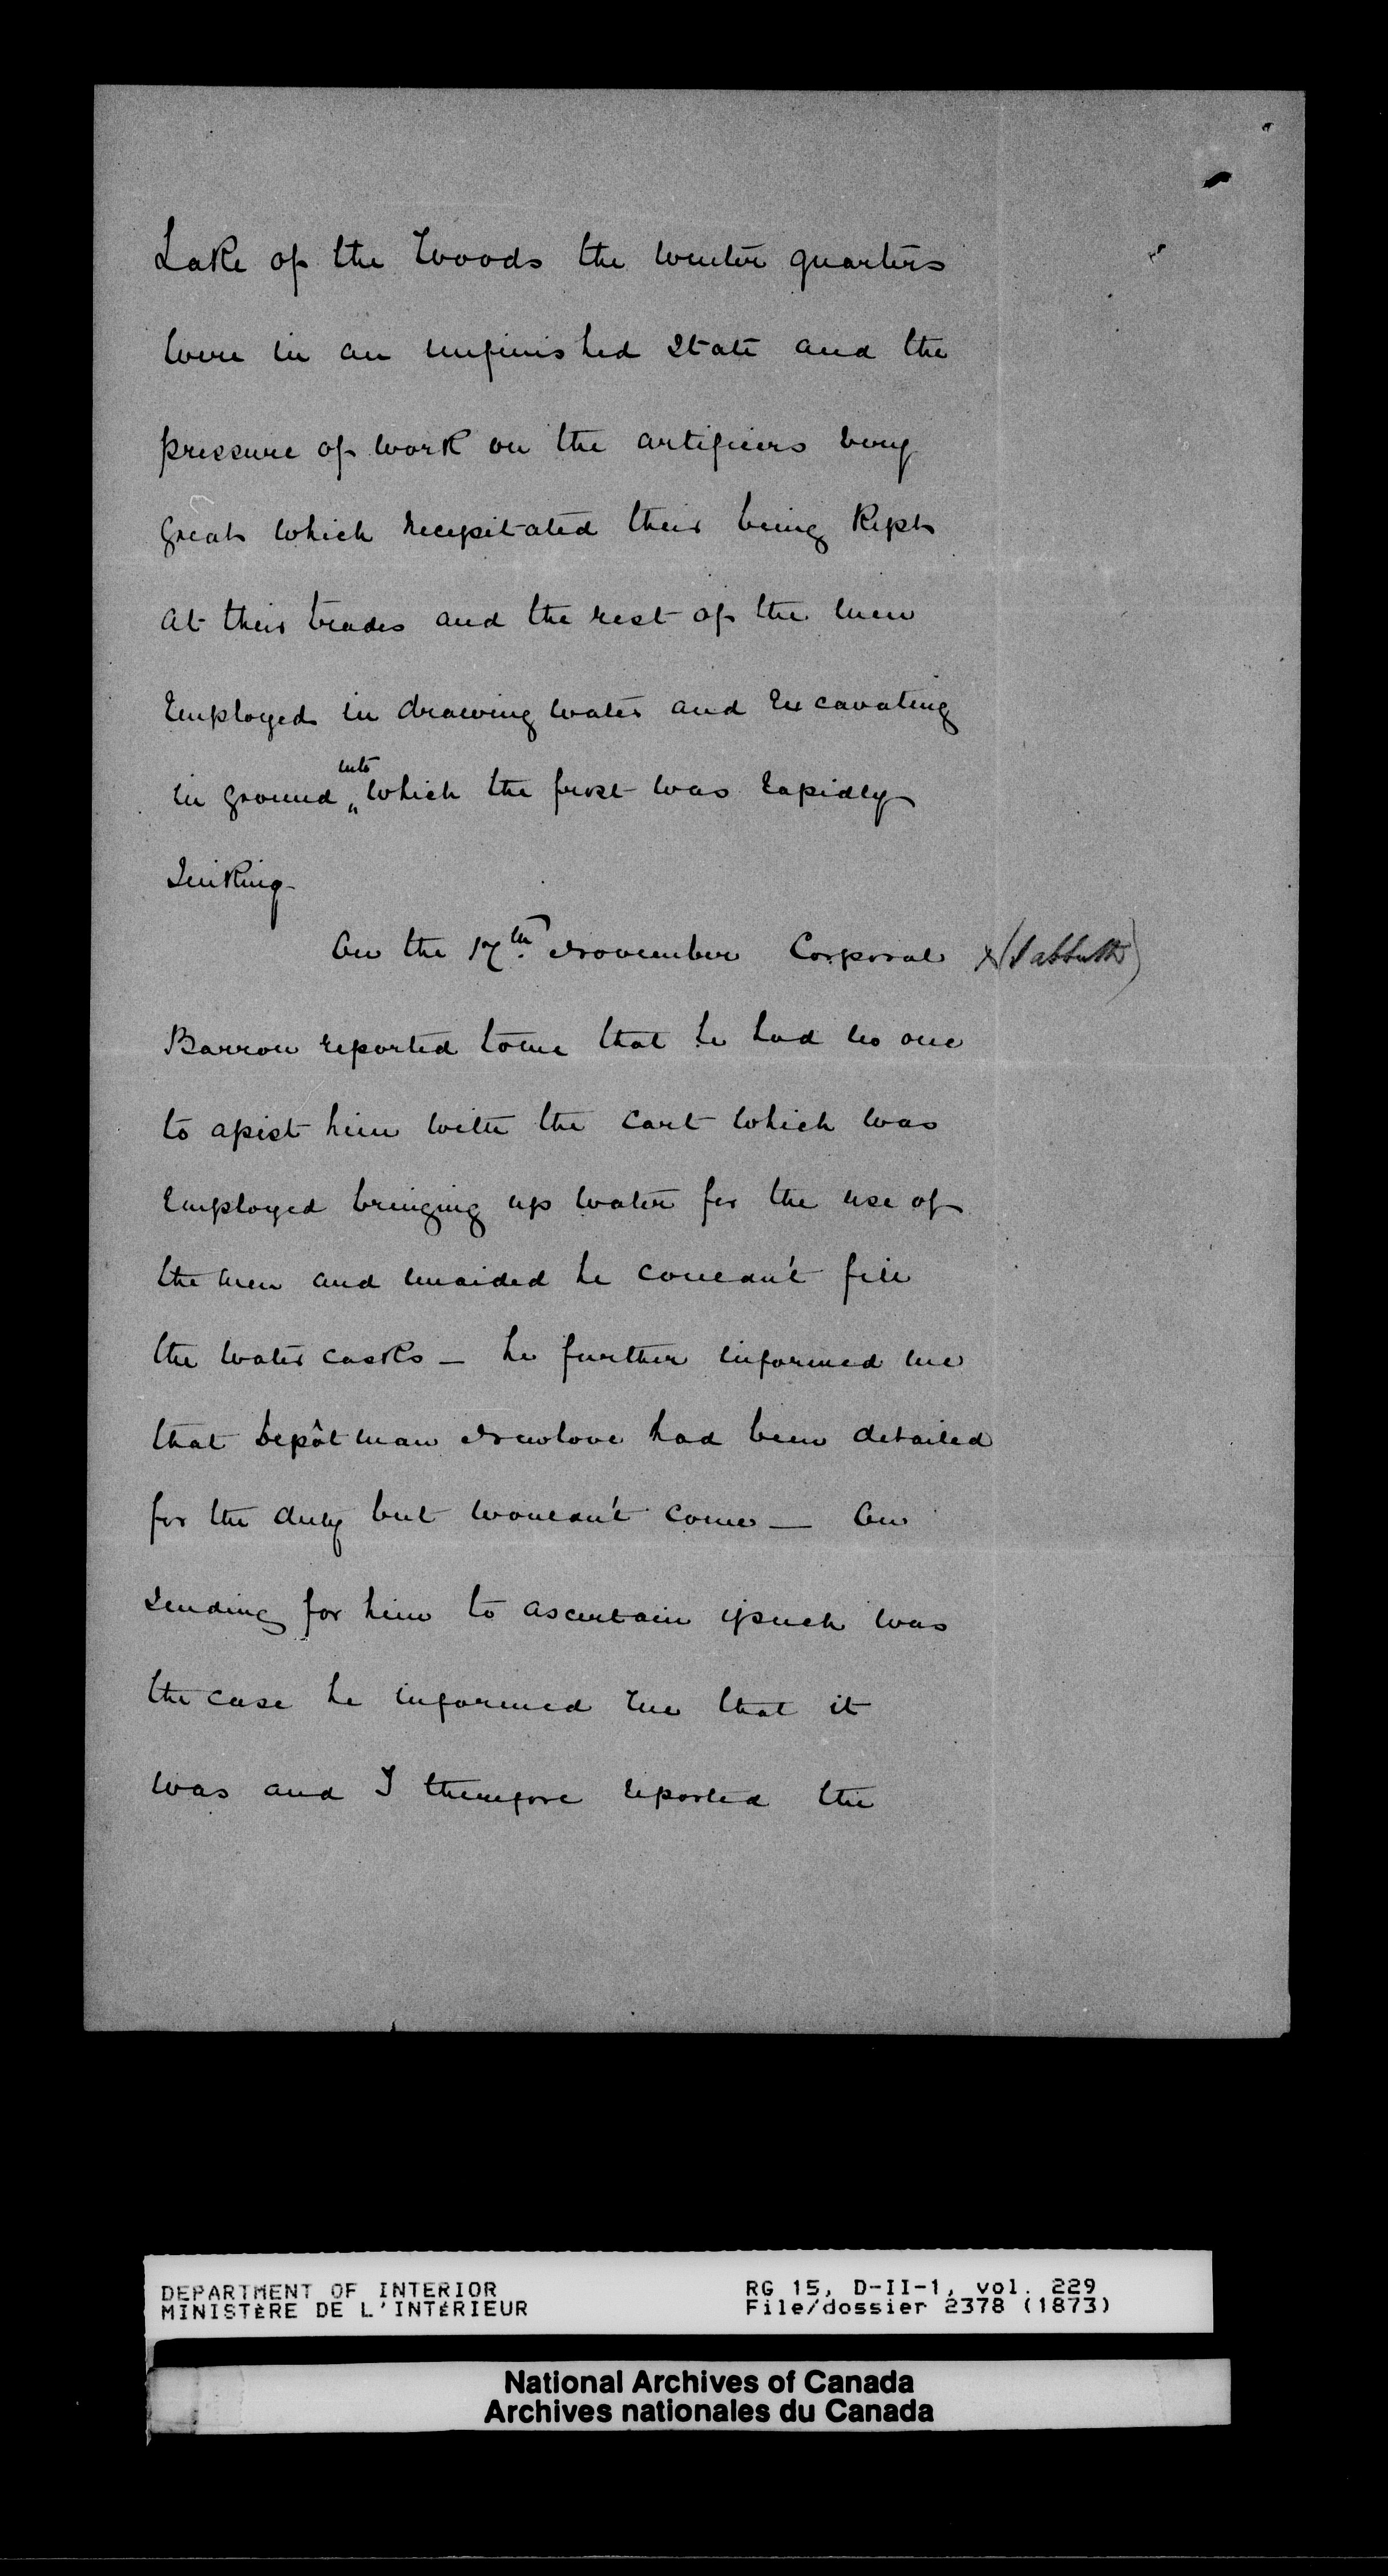 Lake of the Woods the winter quarters
were in an unfinished state and the
pressure of work on the artificers very
great which necessitated their being kept
at their trades and the rest of the men
employed in drawing water and excavating
into
in ground which the frost was rapidly
sinking.
On the 17th November Corporal x (Sabbath)
Barron reported to me that he had no one
to assist him with the cart which was
employed bringing up water for the use of
the men and unaided he couldn't fill
the water casks — he further informed me
that Depôt man Newlove had been detailed
for the duty but wouldn't come — On
sending for him to ascertain if such was
the case he informed me that it
was and I therefore reported the
DEPARTMENT OF INTERIOR RG 15, D-II-1, vol. 229
MINISTÈRE DE L'INTÉRIEUR File/dossier 2378 (1873)
National Archives of Canada
Archives nationales du Canada